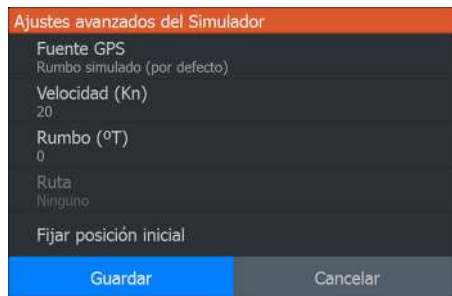 Ajustes avanzados del Simulador
Fuente GPS
Rumbo simulado (por defecto)
Velocidad (Kn)
20
Rumbo (ºT)
0
Ruta
Ninguno
Fijar posición inicial
Guardar
Cancelar